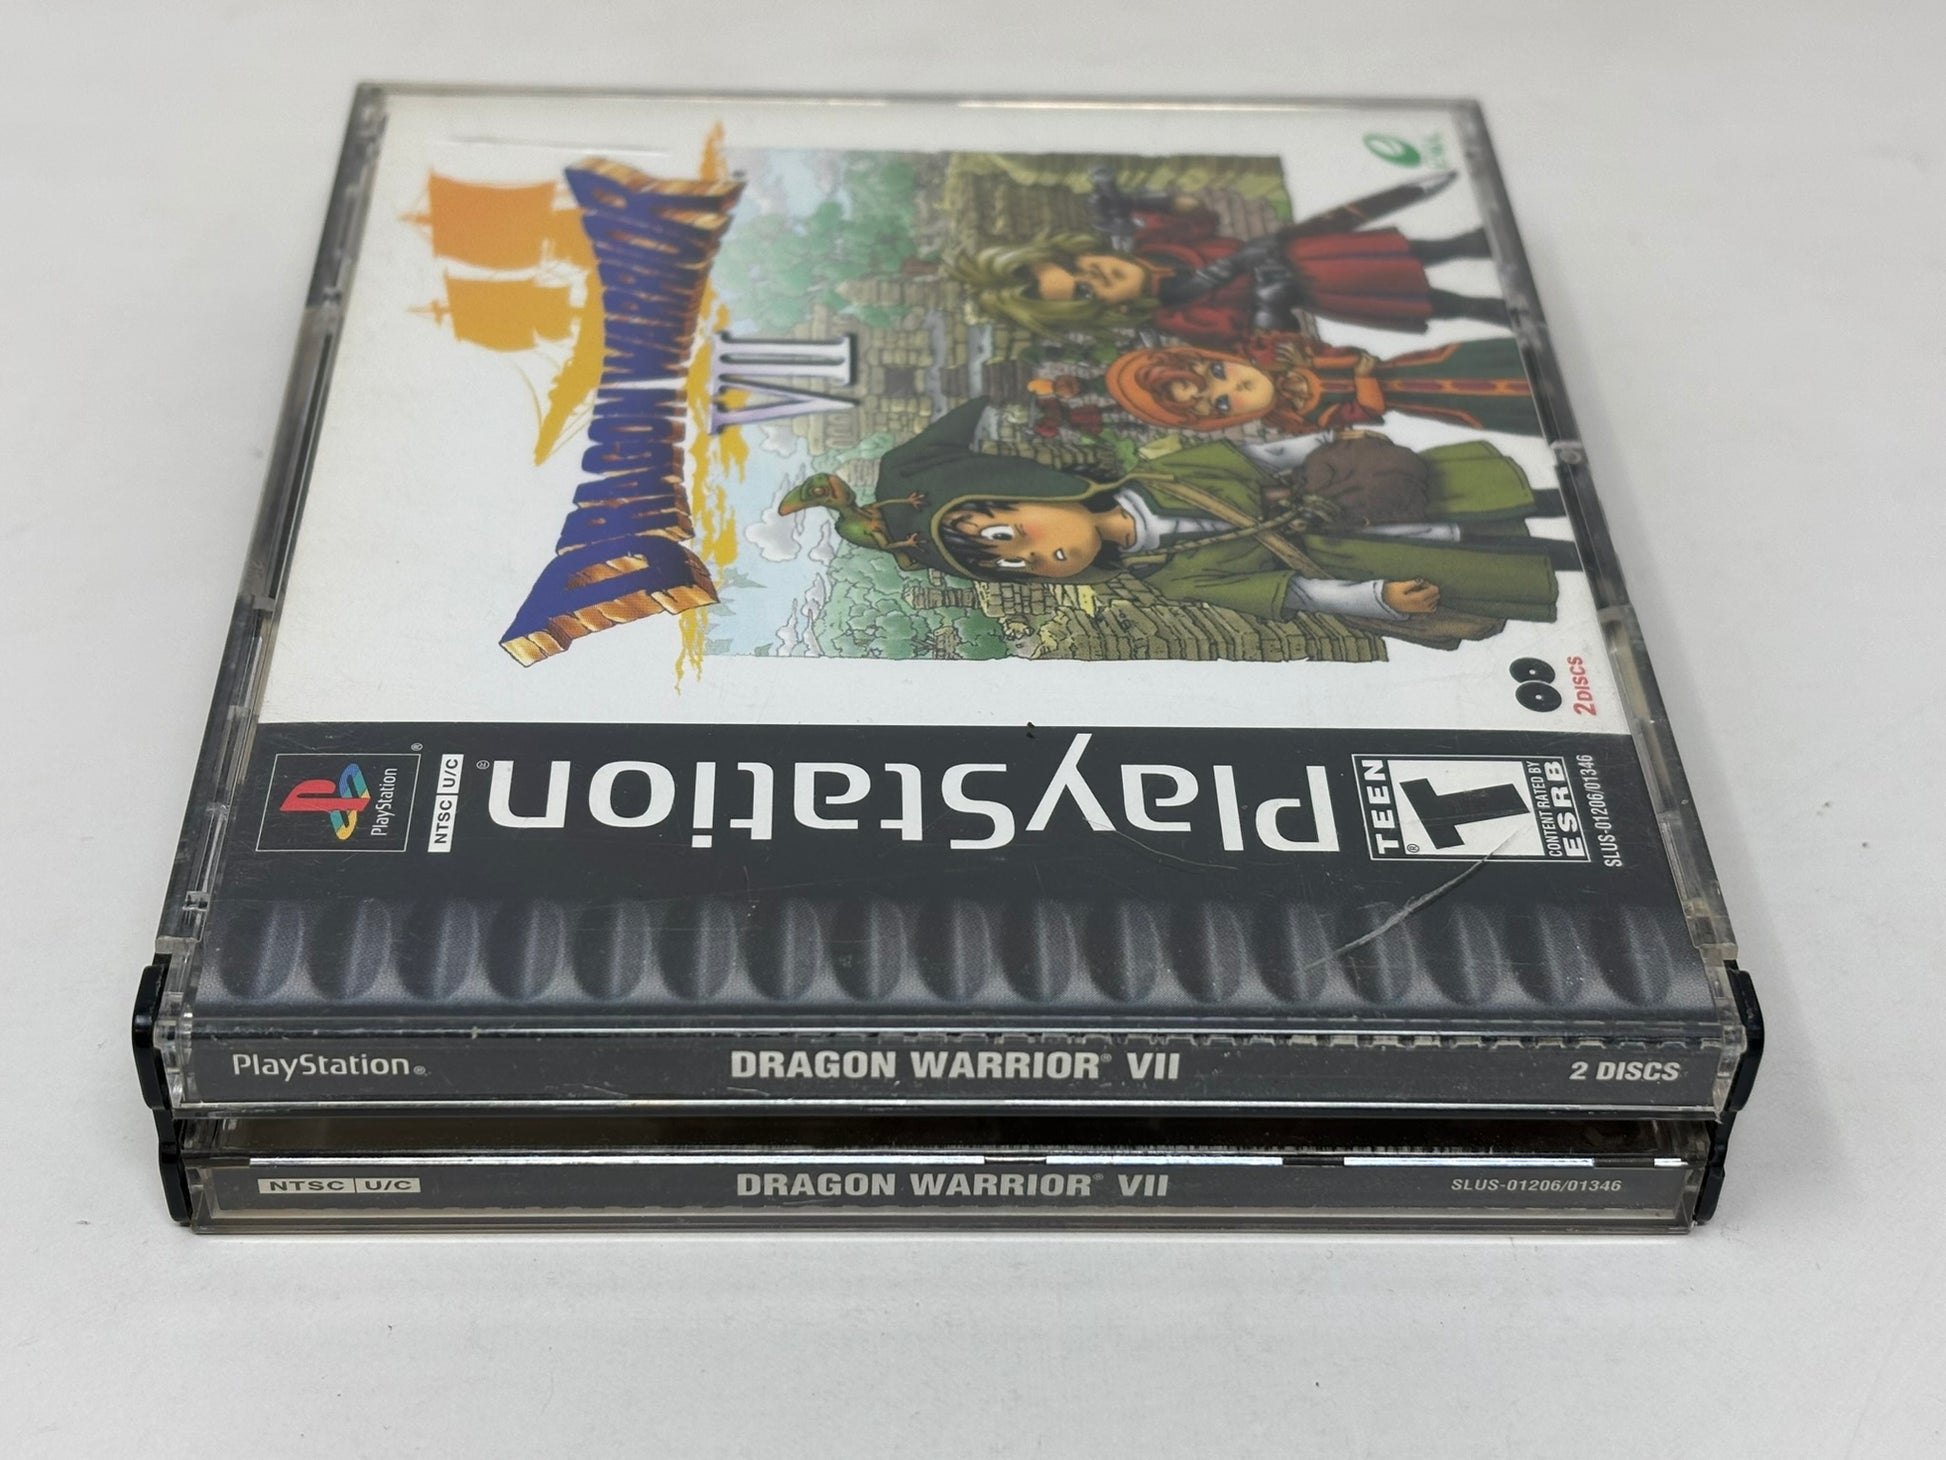 DRAGON WARRIOR®
VII
2 DISCS
PlayStation®
NTSC U/C
PlayStation®
TEEN
T®
CONTENT RATED BY
ESRB
SLUS-01206/01346
PlayStation®
DRAGON WARRIOR® VII
2 DISCS
NTSC U/C
DRAGON WARRIOR® VII
SLUS-01206/01346